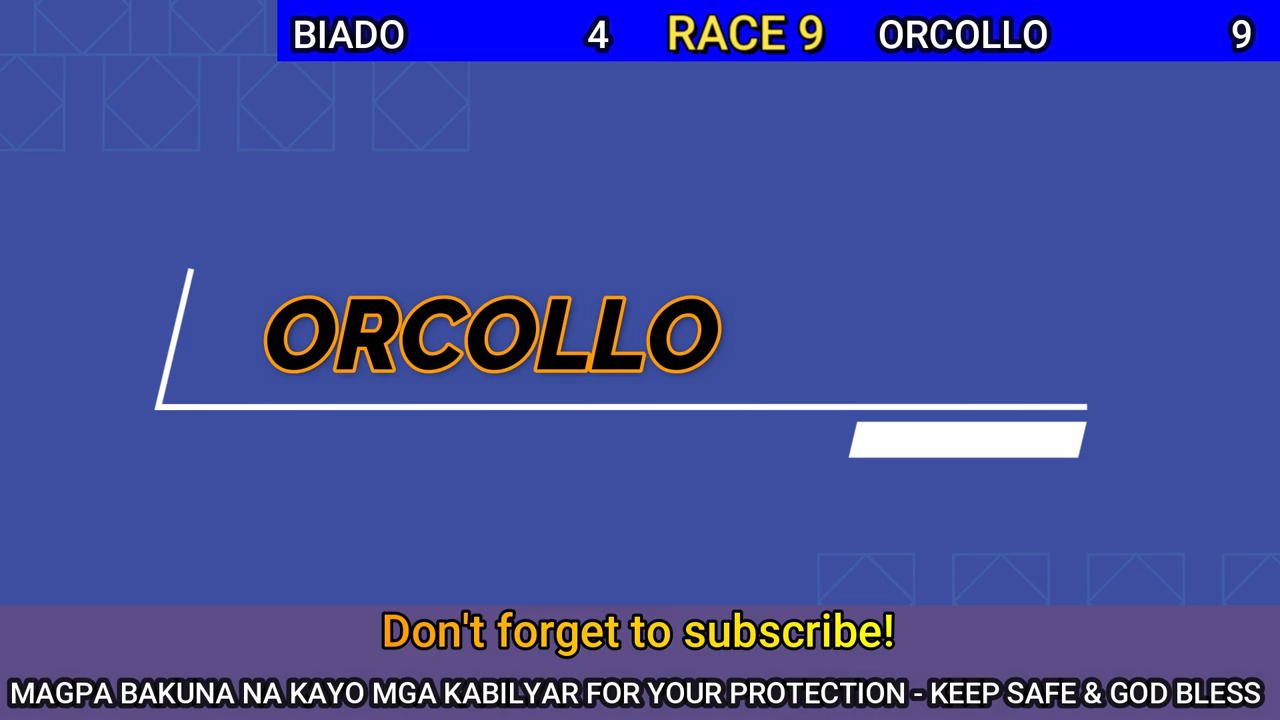 BIADO 4 RACE 9 ORCOLLO 9
ORCOLLO
Don't forget to subscribe!
MAGPA BAKUNA NA KAYO MGA KABILYAR FOR YOUR PROTECTION - KEEP SAFE & GOD BLESS